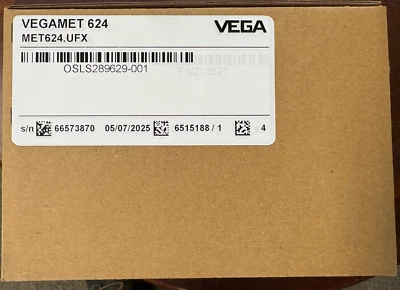 VEGAMET 624
VEGA
MET624.UFX
OSLS289629-001
s/n 66573870 05/07/2025 6515188 / 1 4